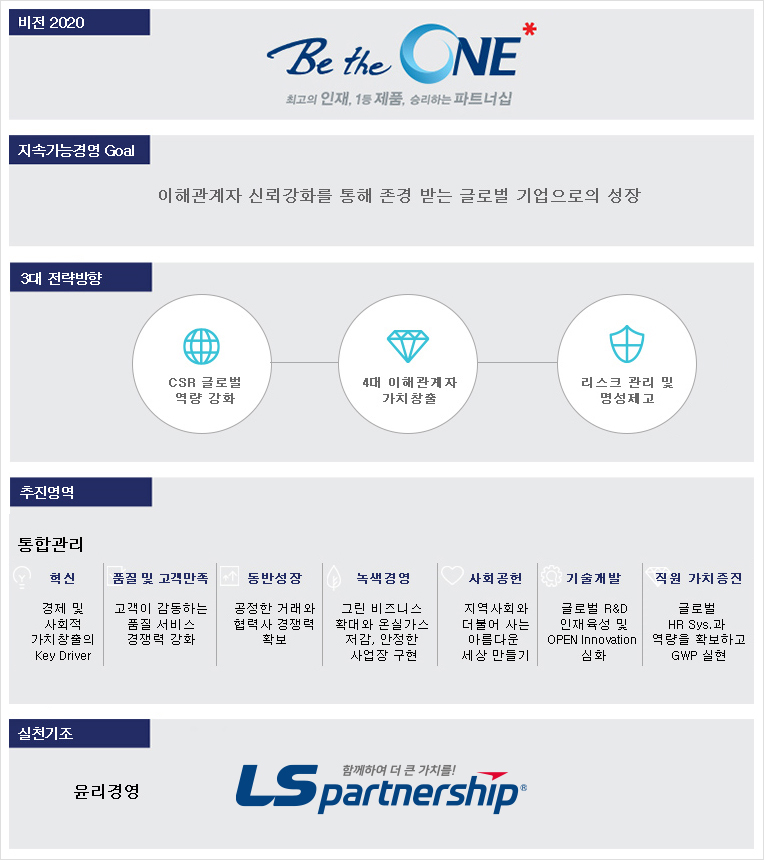 비전 2020
Be the ONE*
최고의 인재, 1등 제품, 승리하는 파트너십
지속가능경영 Goal
이해관계자 신뢰강화를 통해 존경 받는 글로벌 기업으로의 성장
3대 전략방향
CSR 글로벌
역량 강화
4대 이해관계자
가치창출
리스크 관리 및
명성제고
추진영역
통합관리
혁신
경제 및
사회적
가치창출의
Key Driver
품질 및 고객만족
고객이 감동하는
품질 서비스
경쟁력 강화
동반성장
공정한 거래와
협력사 경쟁력
확보
녹색경영
그린 비즈니스
확대와 온실가스
저감, 안정한
사업장 구현
사회공헌
지역사회와
더불어 사는
아름다운
세상 만들기
기술개발
글로벌 R&D
인재육성 및
OPEN Innovation
심화
직원 가치증진
글로벌
HR Sys.과
역량을 확보하고
GWP 실현
실천기조
윤리경영
함께하여 더 큰 가치를!
LS partnership®